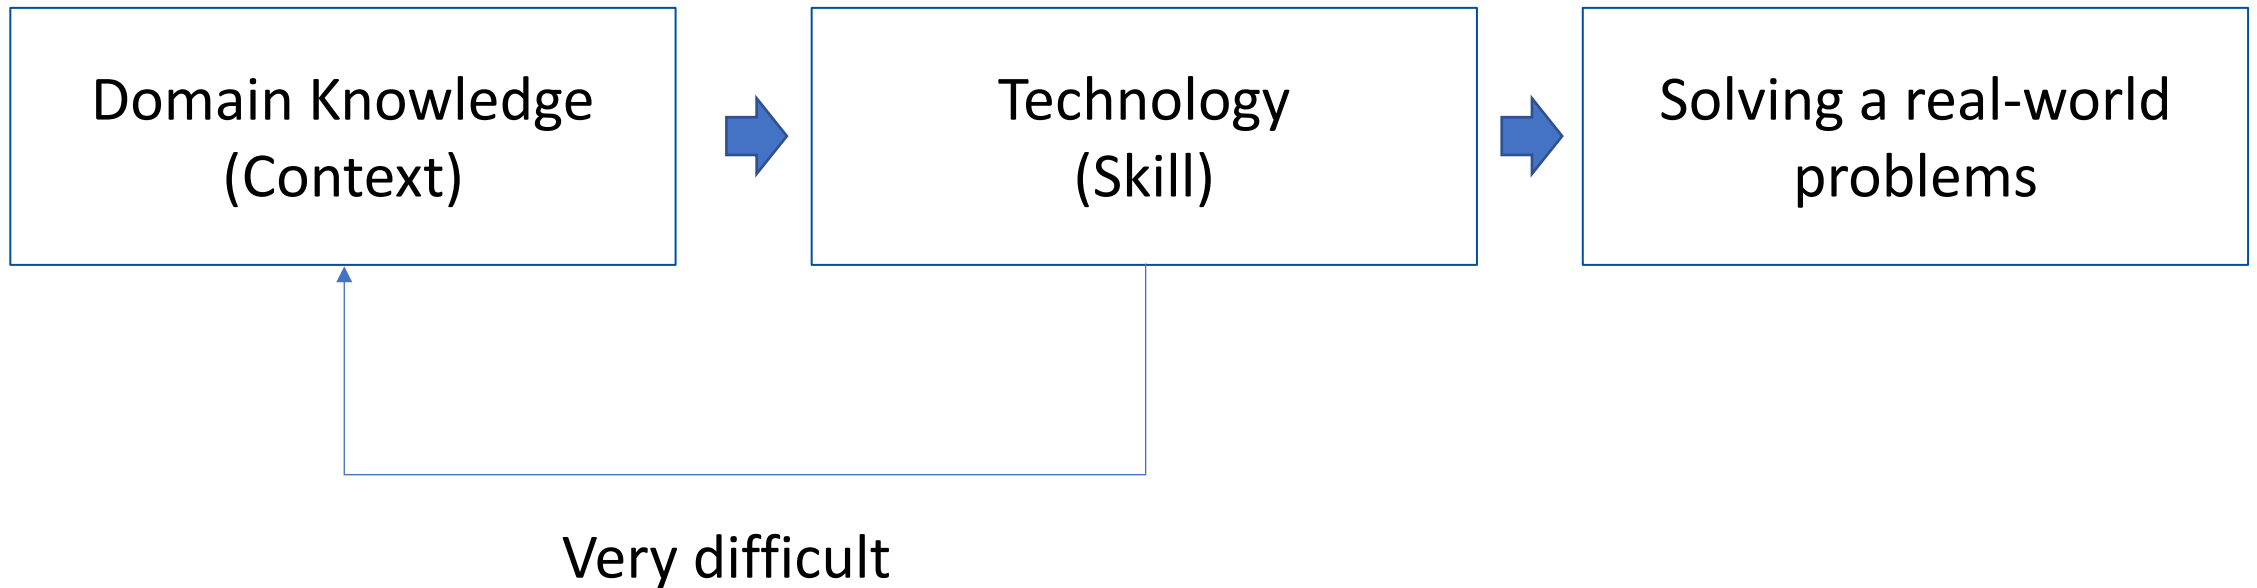 Domain Knowledge
(Context)
Technology
(Skill)
Solving a real-world
problems
Very difficult